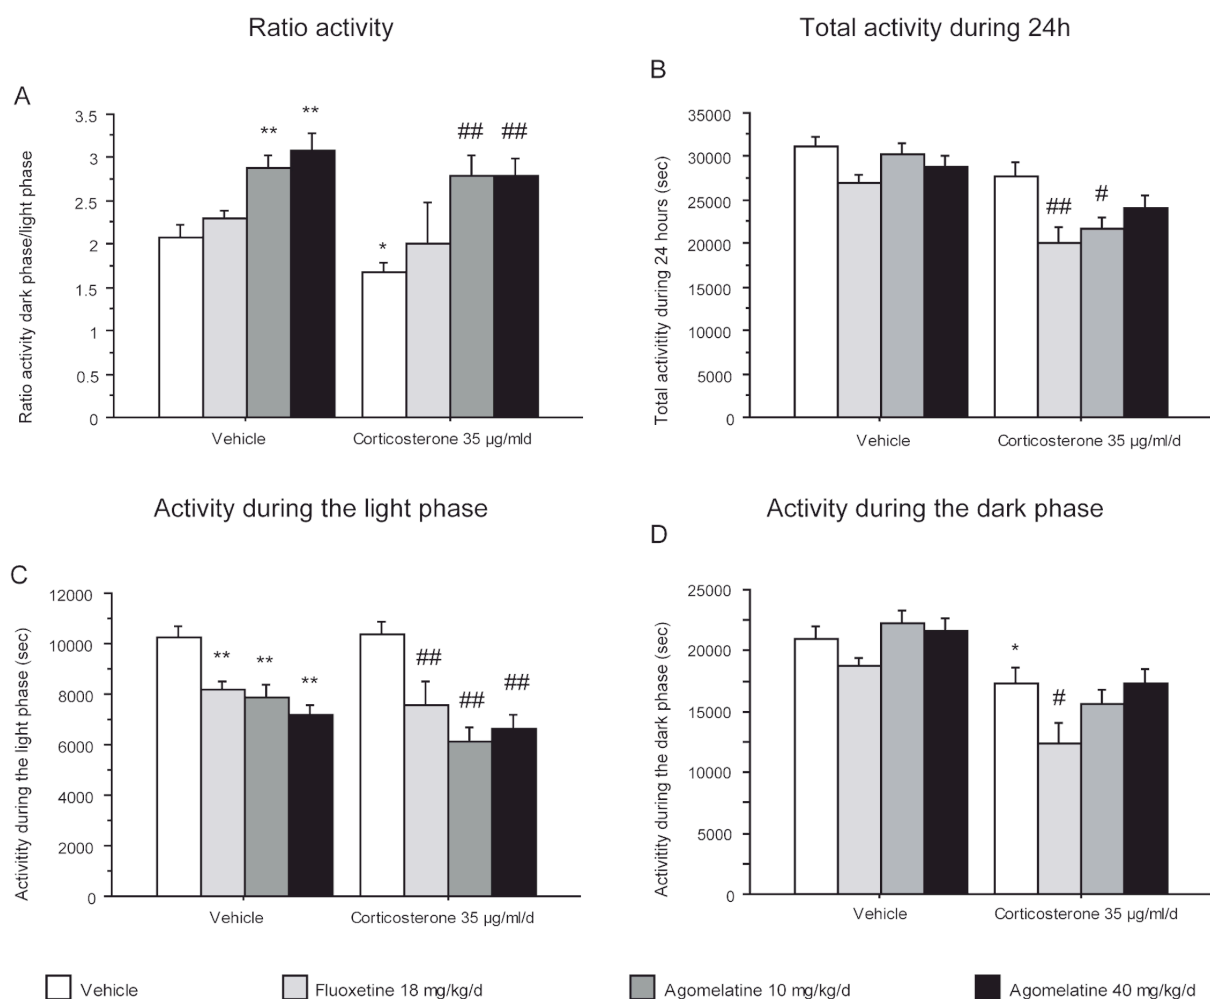 Ratio activity
Total activity during 24h
A
B
3.5
3
2.5
2
1.5
1
0.5
0
Ratio activity dark phase/light phase
**
**
*
##
##
Vehicle
Corticosterone 35 µg/mld
35000
30000
25000
20000
15000
10000
5000
0
Total activitity during 24 hours (sec)
##
#
Vehicle
Corticosterone 35 µg/ml/d
Activity during the light phase
Activity during the dark phase
C
D
12000
10000
8000
6000
4000
2000
0
Activitity during the light phase (sec)
**
**
**
##
##
##
Vehicle
Corticosterone 35 µg/ml/d
25000
20000
15000
10000
5000
0
Activitity during the dark phase (sec)
*
#
Vehicle
Corticosterone 35 µg/ml/d
Vehicle
Fluoxetine 18 mg/kg/d
Agomelatine 10 mg/kg/d
Agomelatine 40 mg/kg/d